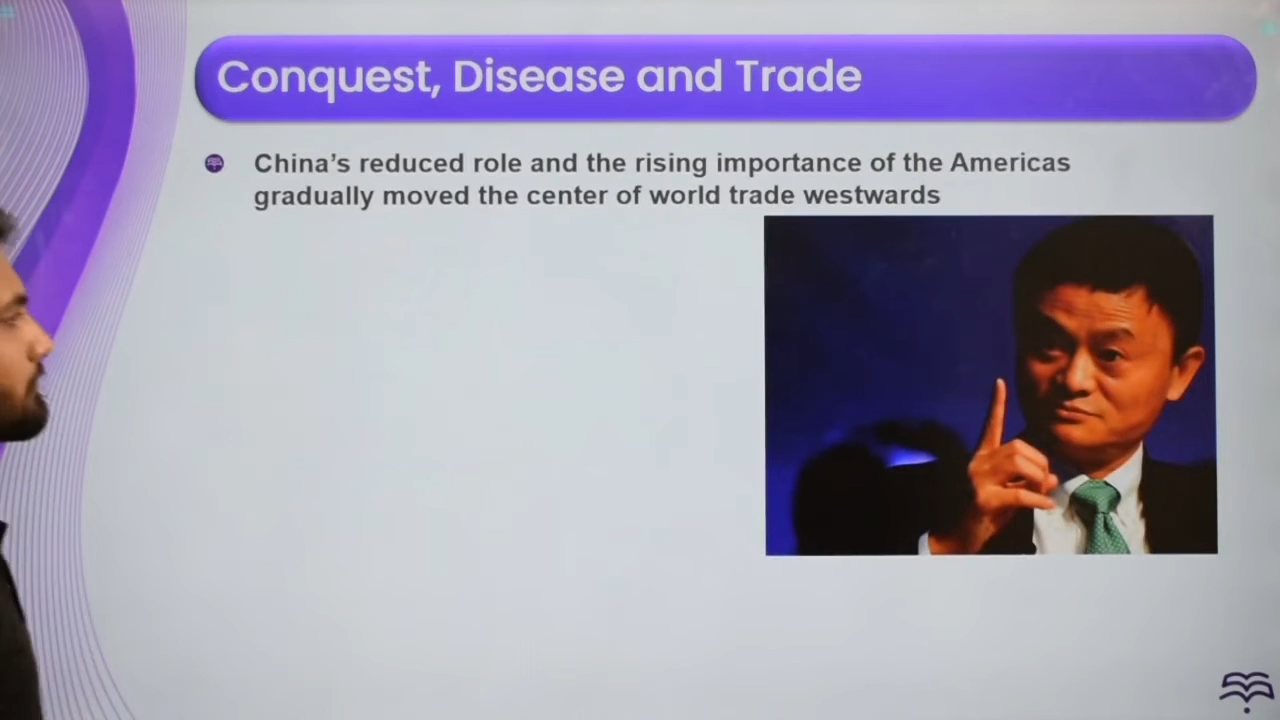 Conquest, Disease and Trade
China’s reduced role and the rising importance of the Americas
gradually moved the center of world trade westwards